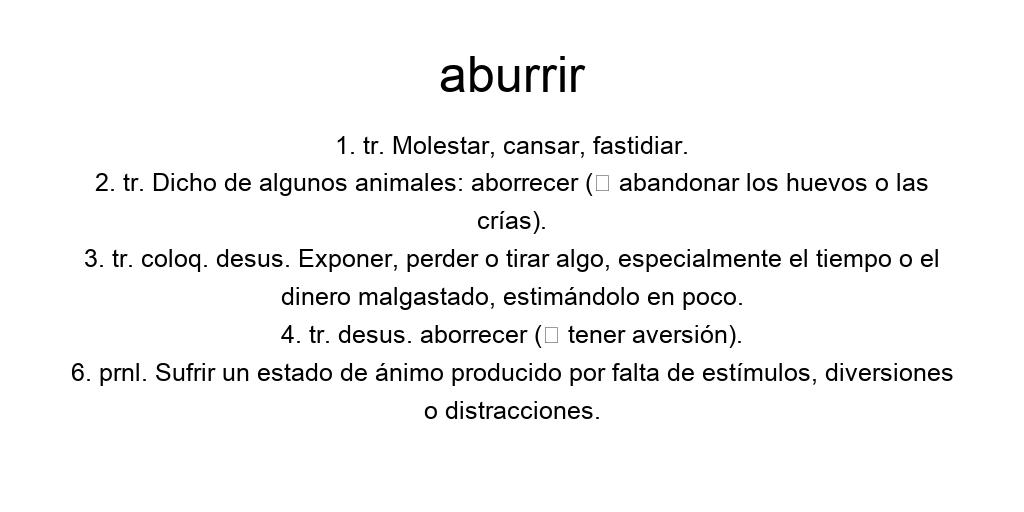 aburrir
1. tr. Molestar, cansar, fastidiar.
2. tr. Dicho de algunos animales: aborrecer (▯ abandonar los huevos o las
crías).
3. tr. coloq. desus. Exponer, perder o tirar algo, especialmente el tiempo o el
dinero malgastado, estimándolo en poco.
4. tr. desus. aborrecer (▯ tener aversión).
6. prnl. Sufrir un estado de ánimo producido por falta de estímulos, diversiones
o distracciones.